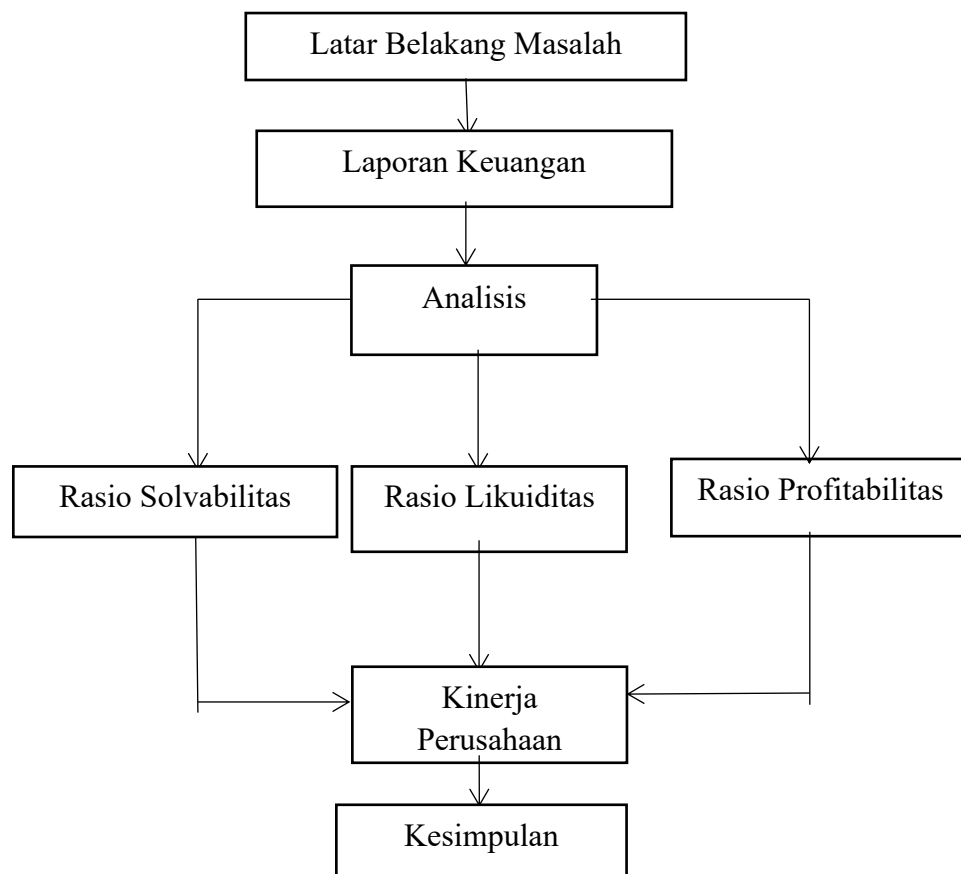 Latar Belakang Masalah
Laporan Keuangan
Analisis
Rasio Solvabilitas
Rasio Likuiditas
Rasio Profitabilitas
Kinerja
Perusahaan
Kesimpulan